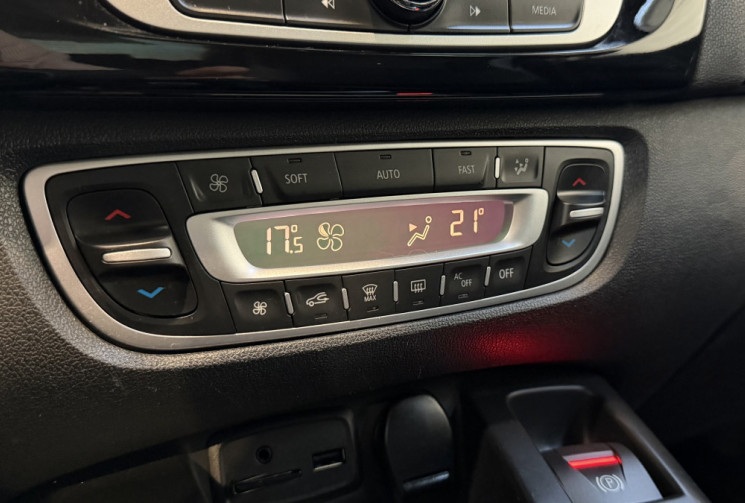 MEDIA
SOFT
AUTO
FAST
17.5°
21°
MAX
AC
OFF
OFF
P